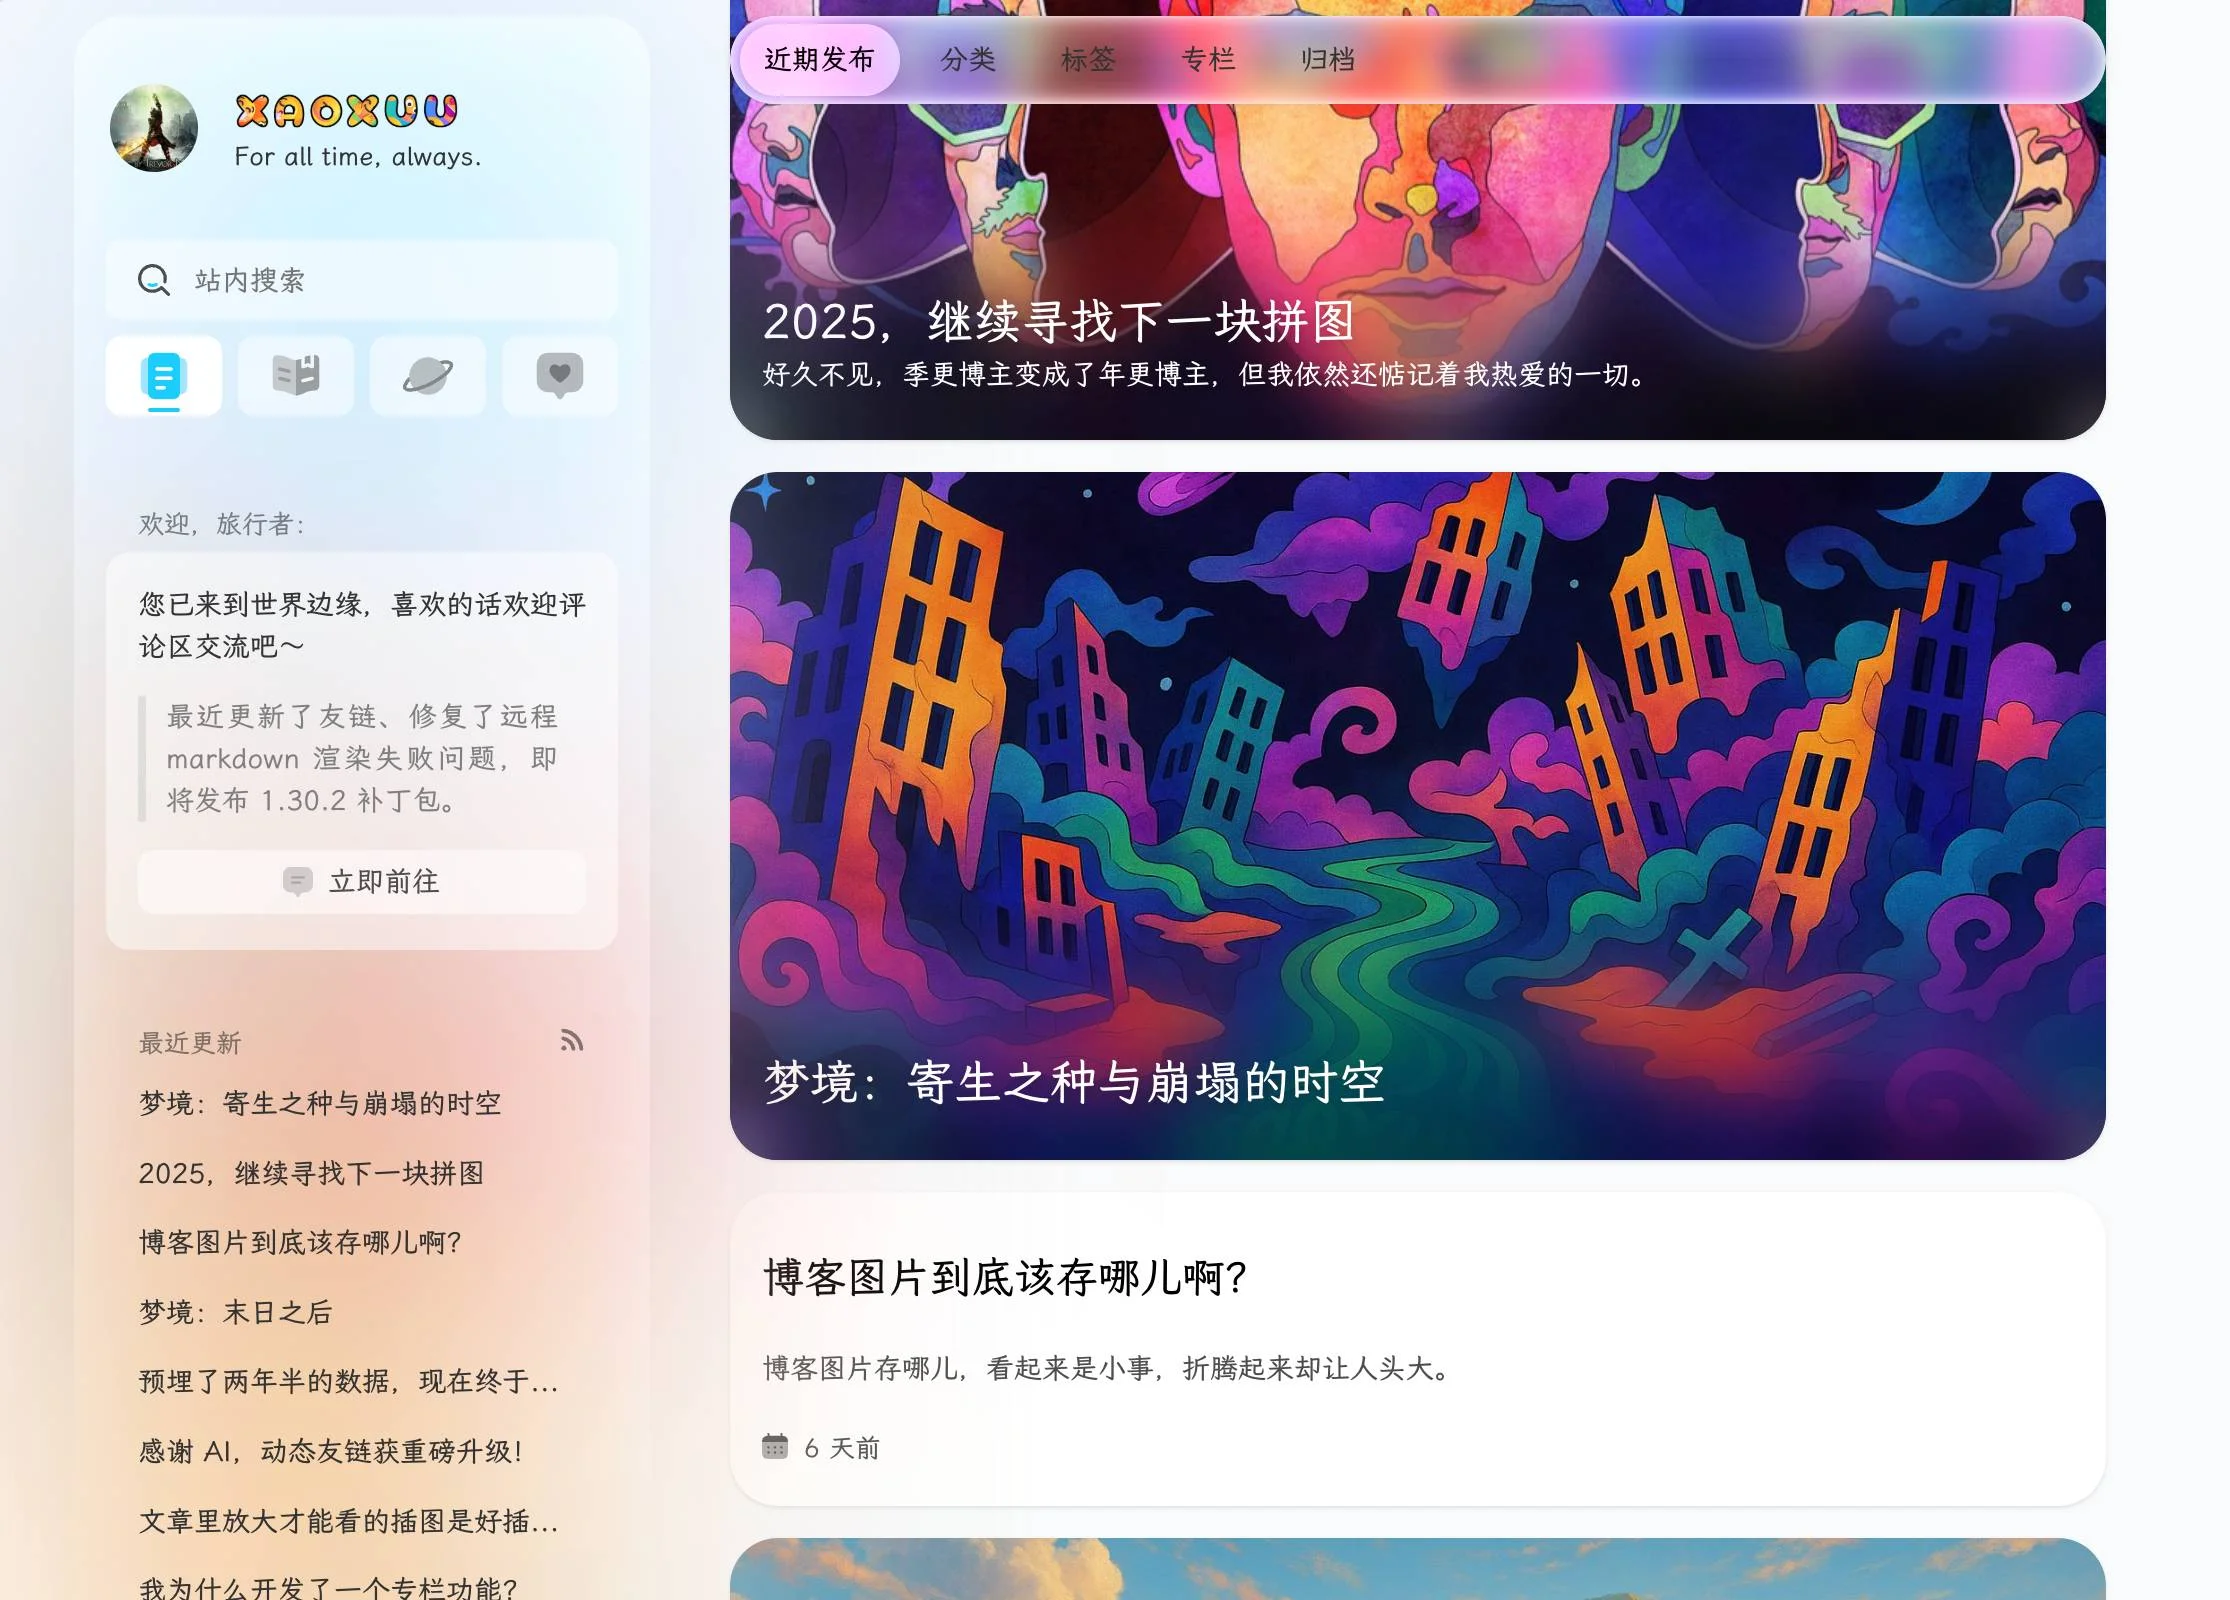 XAOXUU
For all time, always.
站内搜索
欢迎，旅行者：
您已来到世界边缘，喜欢的话欢迎评
论区交流吧～
最近更新了友链、修复了远程
markdown 渲染失败问题，即
将发布 1.30.2 补丁包。
立即前往
最近更新
梦境：寄生之种与崩塌的时空
2025，继续寻找下一块拼图
博客图片到底该存哪儿啊？
梦境：末日之后
预埋了两年半的数据，现在终于...
感谢 AI，动态友链获重磅升级！
文章里放大才能看的插图是好插...
我为什么开发了一个专栏功能？
近期发布
分类
标签
专栏
归档
2025，继续寻找下一块拼图
好久不见，季更博主变成了年更博主，但我依然还惦记着我热爱的一切。
梦境：寄生之种与崩塌的时空
博客图片到底该存哪儿啊？
博客图片存哪儿，看起来是小事，折腾起来却让人头大。
6 天前